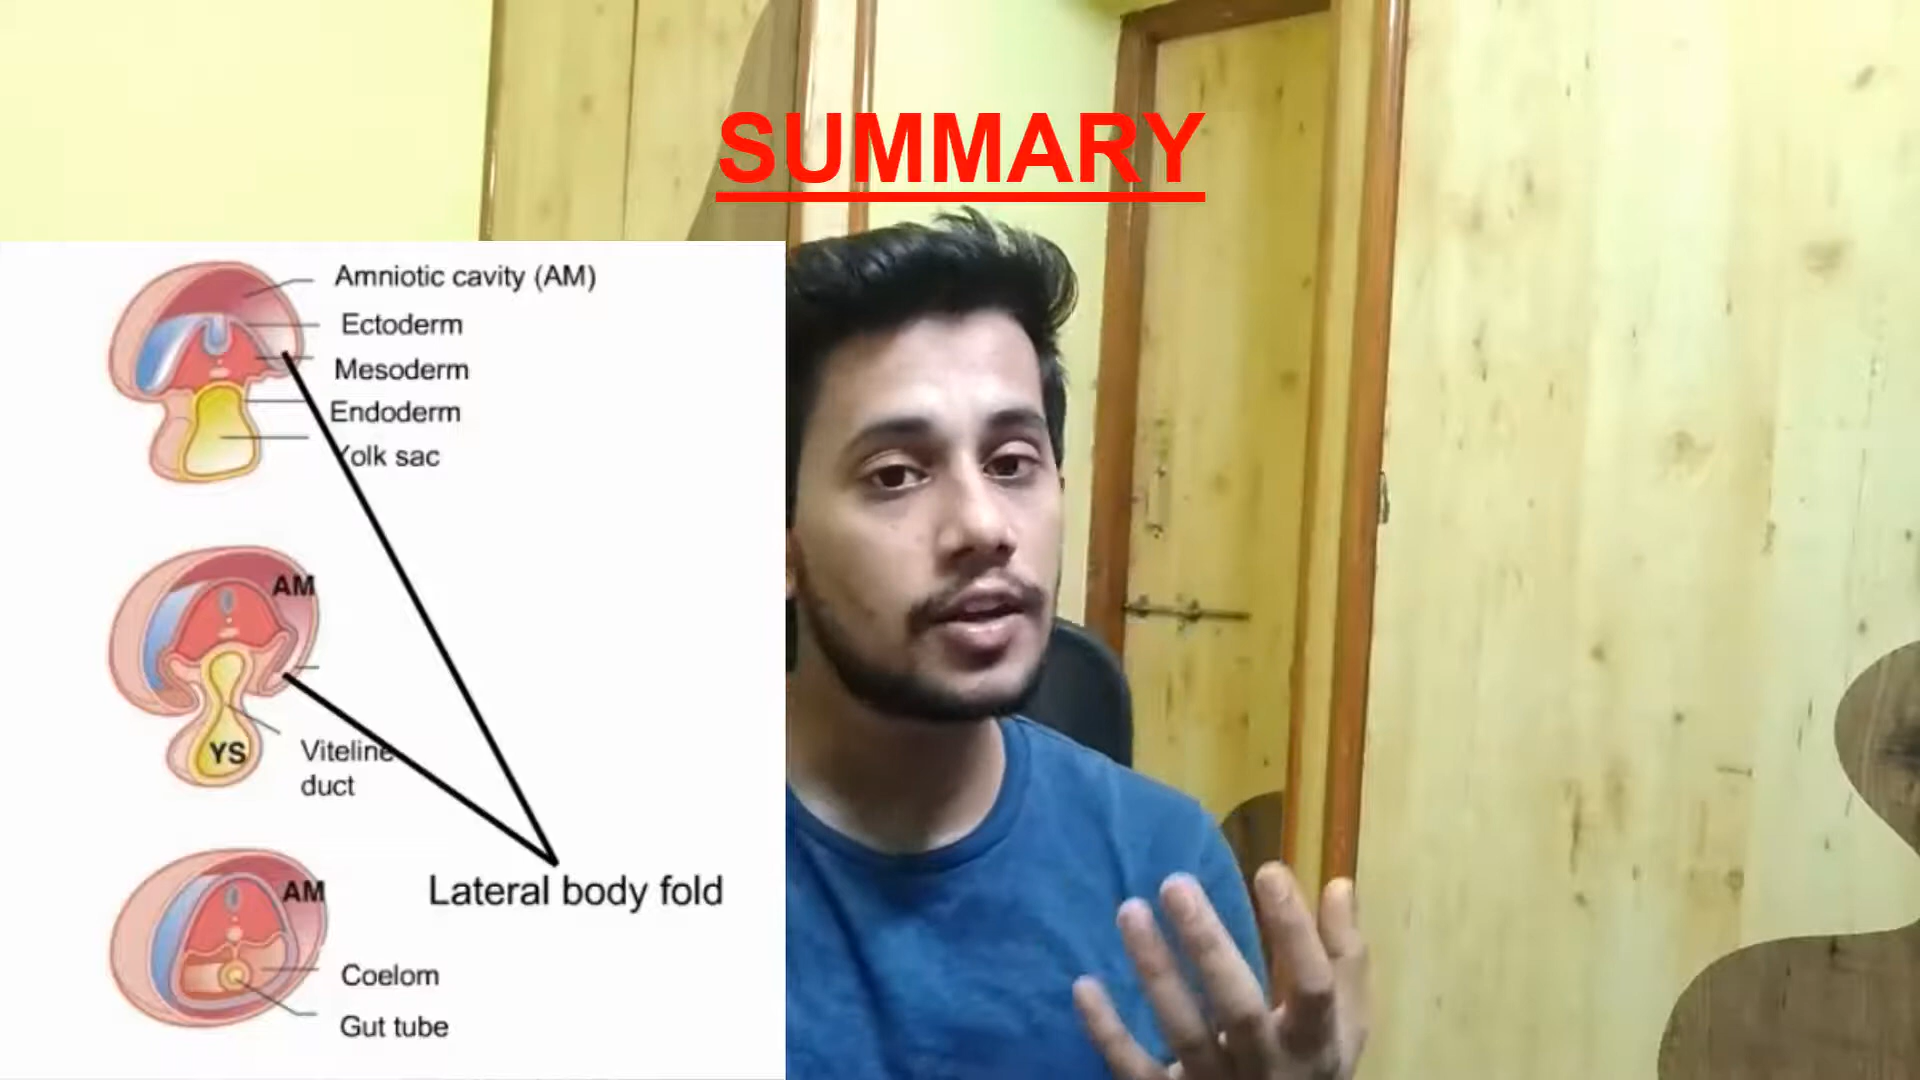 SUMMARY
Amniotic cavity (AM)
Ectoderm
Mesoderm
Endoderm
Yolk sac
AM
YS
Viteline
duct
AM
Lateral body fold
Coelom
Gut tube